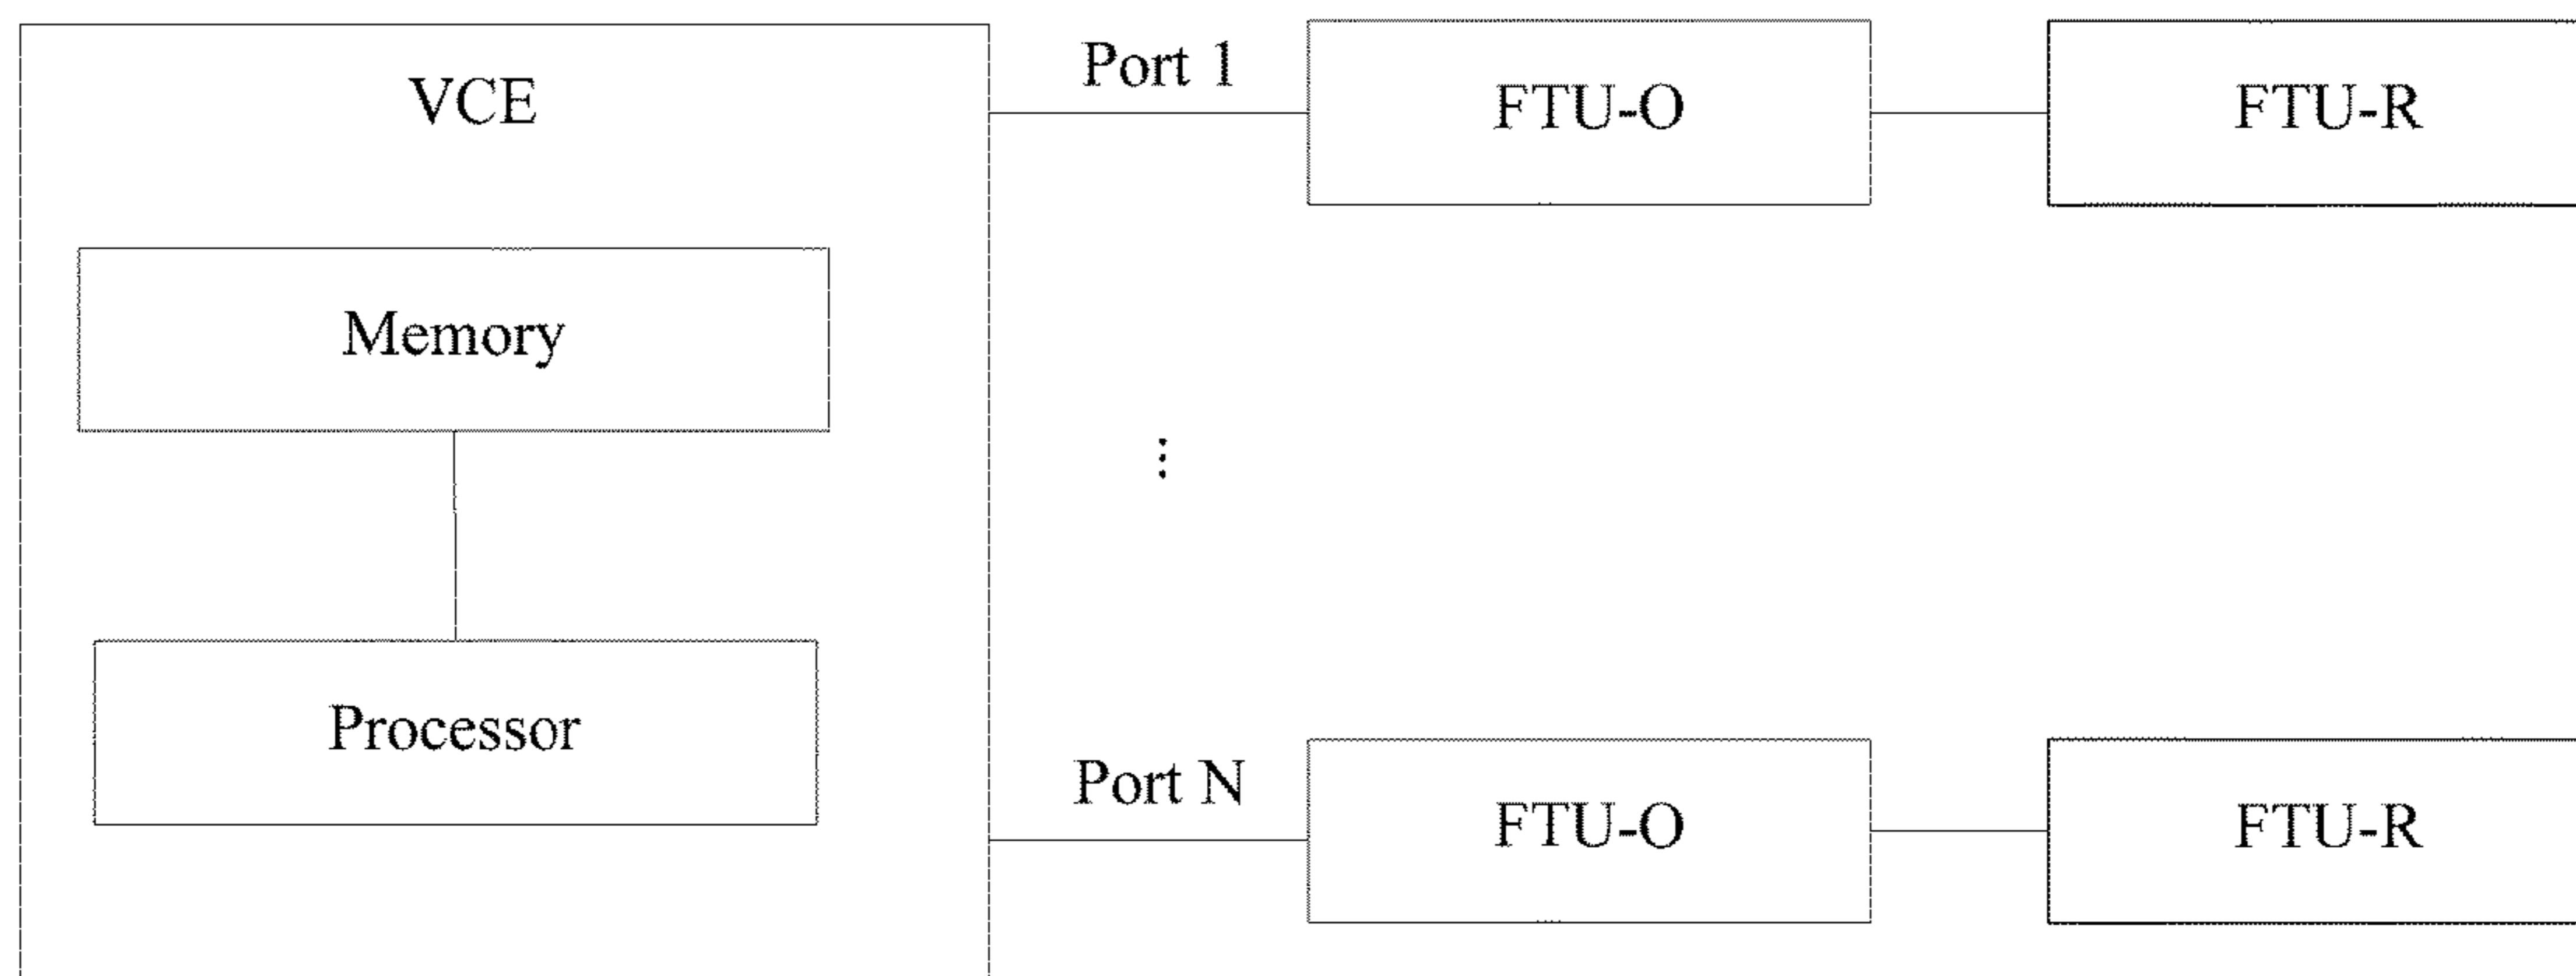 VCE
Memory
Processor
Port 1
FTU-O
FTU-R
⋮
Port N
FTU-O
FTU-R